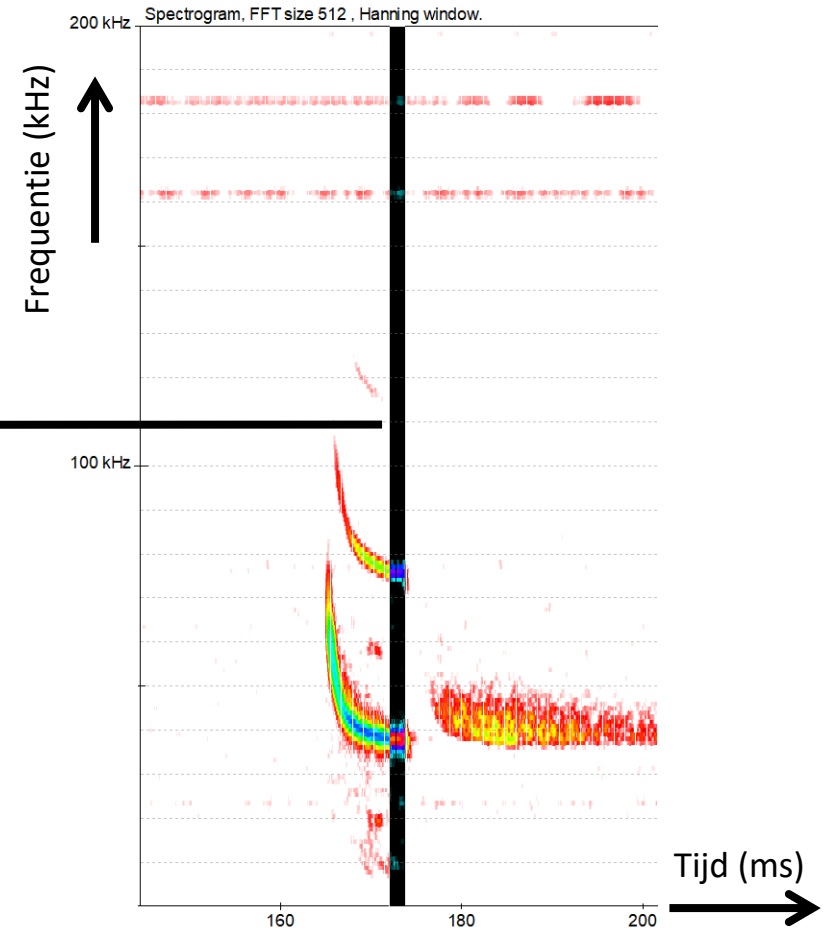 Spectrogram, FFT size 512 , Hanning window.
200 kHz
Frequentie (kHz)
100 kHz
Tijd (ms)
160
180
200